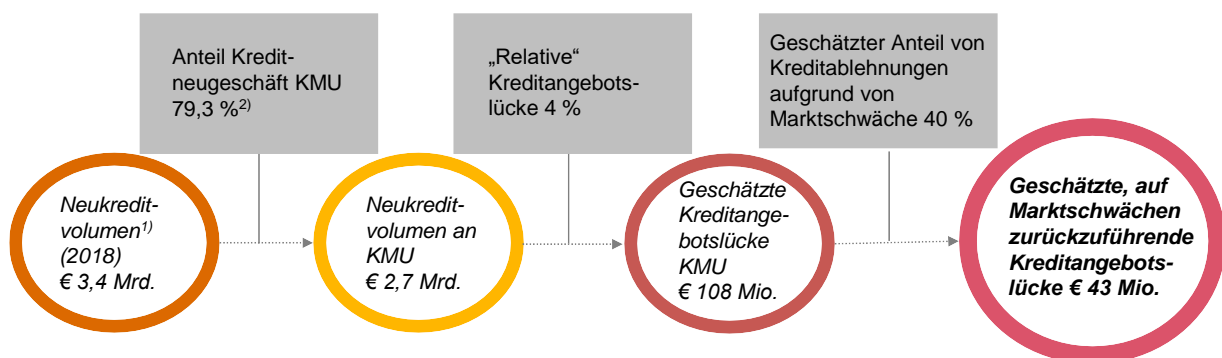 Anteil Kredit-
neugeschäft KMU
79,3 %2)
„Relative“
Kreditangebots-
lücke 4 %
Geschätzter Anteil von
Kreditablehnungen
aufgrund von
Marktschwäche 40 %
Neukredit-
volumen1)
(2018)
€ 3,4 Mrd.
Neukredit-
volumen an
KMU
€ 2,7 Mrd.
Geschätzte
Kreditange-
botslücke
KMU
€ 108 Mio.
Geschätzte, auf
Marktschwächen
zurückzuführende
Kreditangebots-
lücke € 43 Mio.